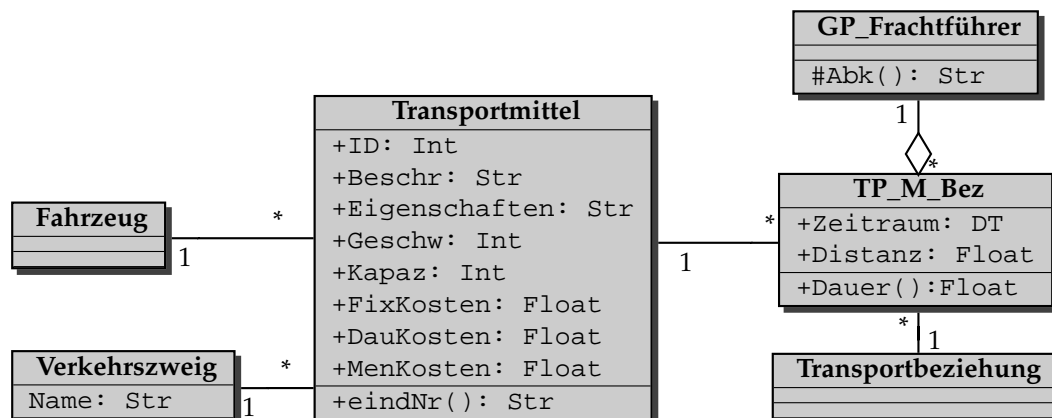 GP_Frachtführer
#Abk(): Str
1
*
Transportmittel
+ID: Int
+Beschr: Str
+Eigenschaften: Str
+Geschw: Int
+Kapaz: Int
+FixKosten: Float
+DauKosten: Float
+MenKosten: Float
+eindNr(): Str
TP_M_Bez
+Zeitraum: DT
+Distanz: Float
+Dauer():Float
Fahrzeug
1
*
1
*
*
1
Verkehrszweig
Name: Str
1
*
Transportbeziehung